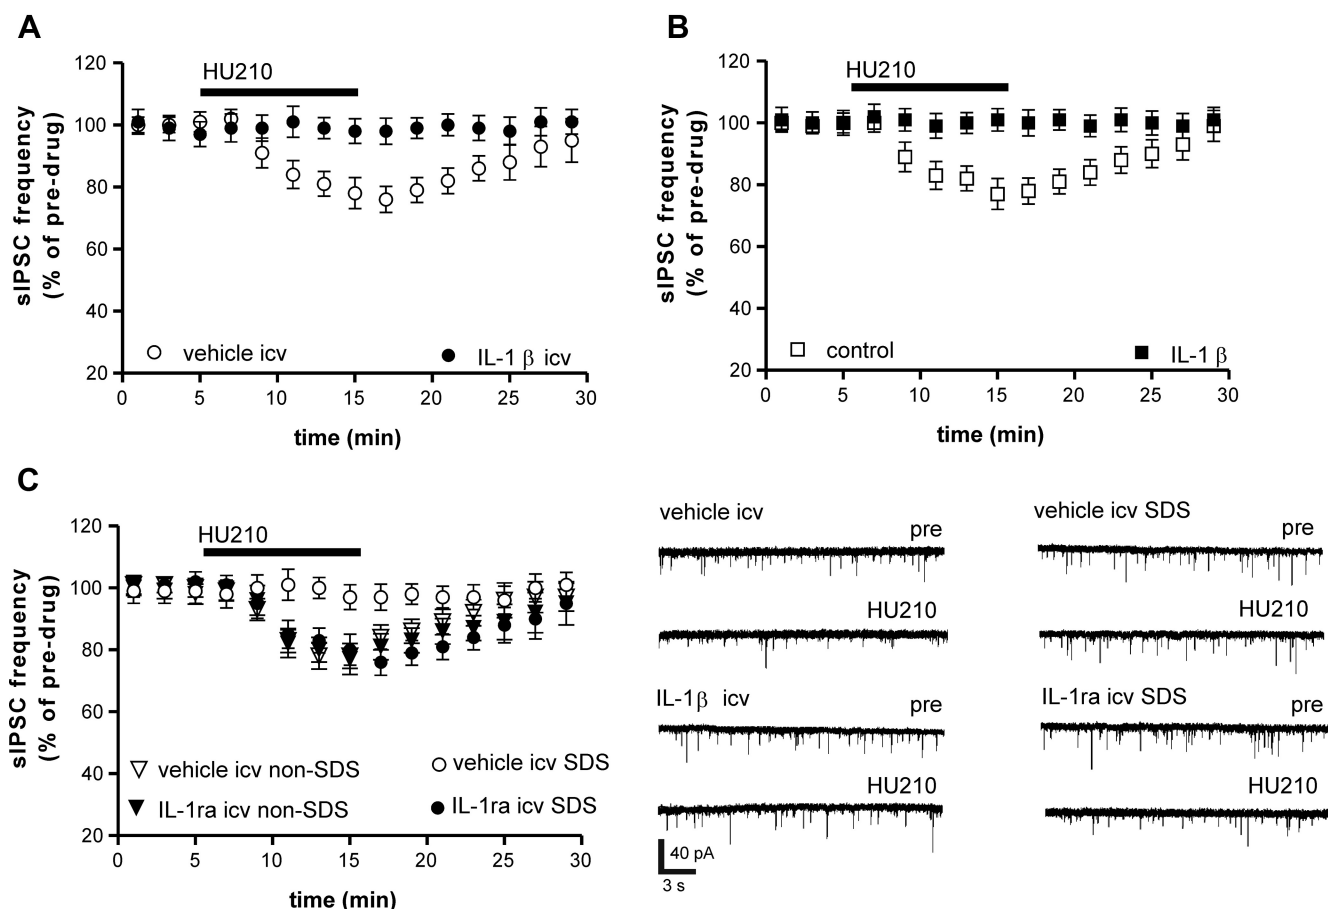 A
120
100
80
60
40
20
sIPSC frequency
(% of pre-drug)
HU210
vehicle icv
IL-1 β icv
0 5 10 15 20 25 30
time (min)
B
120
100
80
60
40
20
sIPSC frequency
(% of pre-drug)
HU210
control
IL-1 β
0 5 10 15 20 25 30
time (min)
C
120
100
80
60
40
20
sIPSC frequency
(% of pre-drug)
HU210
vehicle icv non-SDS
vehicle icv SDS
IL-1ra icv non-SDS
IL-1ra icv SDS
0 5 10 15 20 25 30
time (min)
vehicle icv
pre
HU210
IL-1β icv
pre
HU210
40 pA
3 s
vehicle icv SDS
pre
HU210
IL-1ra icv SDS
pre
HU210